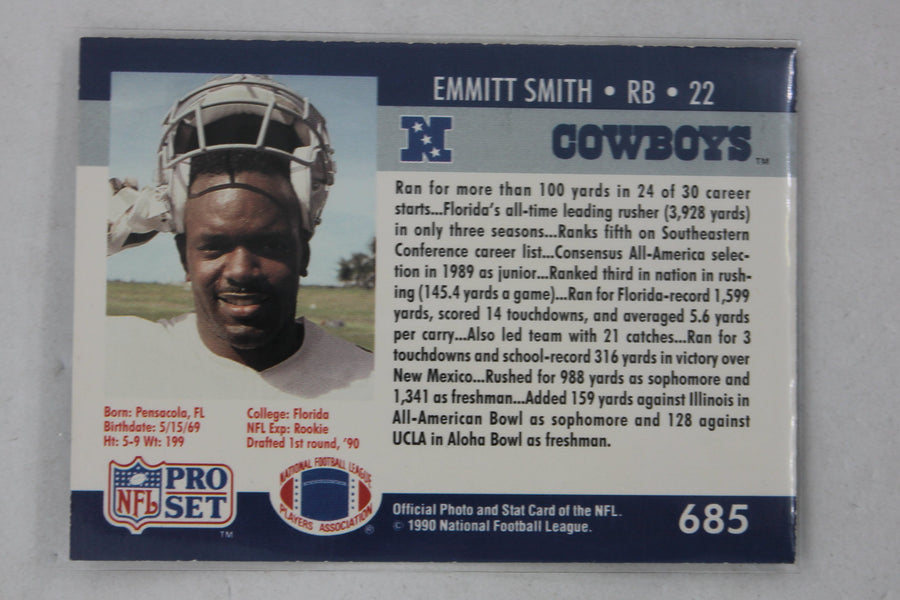 EMMITT SMITH • RB • 22
N
COWBOYS™
Ran for more than 100 yards in 24 of 30 career
starts...Florida's all-time leading rusher (3,928 yards)
in only three seasons...Ranks fifth on Southeastern
Conference career list...Consensus All-America selec-
tion in 1989 as junior...Ranked third in nation in rush-
ing (145.4 yards a game)...Ran for Florida-record 1,599
yards, scored 14 touchdowns, and averaged 5.6 yards
per carry...Also led team with 21 catches...Ran for 3
touchdowns and school-record 316 yards in victory over
New Mexico...Rushed for 988 yards as sophomore and
1,341 as freshman...Added 159 yards against Illinois in
All-American Bowl as sophomore and 128 against
UCLA in Aloha Bowl as freshman.
Born: Pensacola, FL
Birthdate: 5/15/69
Ht: 5-9 Wt: 199
College: Florida
NFL Exp: Rookie
Drafted 1st round, '90
NFL
PRO
SET™
NATIONAL FOOTBALL LEAGUE
PLAYERS ASSOCIATION®
Official Photo and Stat Card of the NFL.
© 1990 National Football League.
685